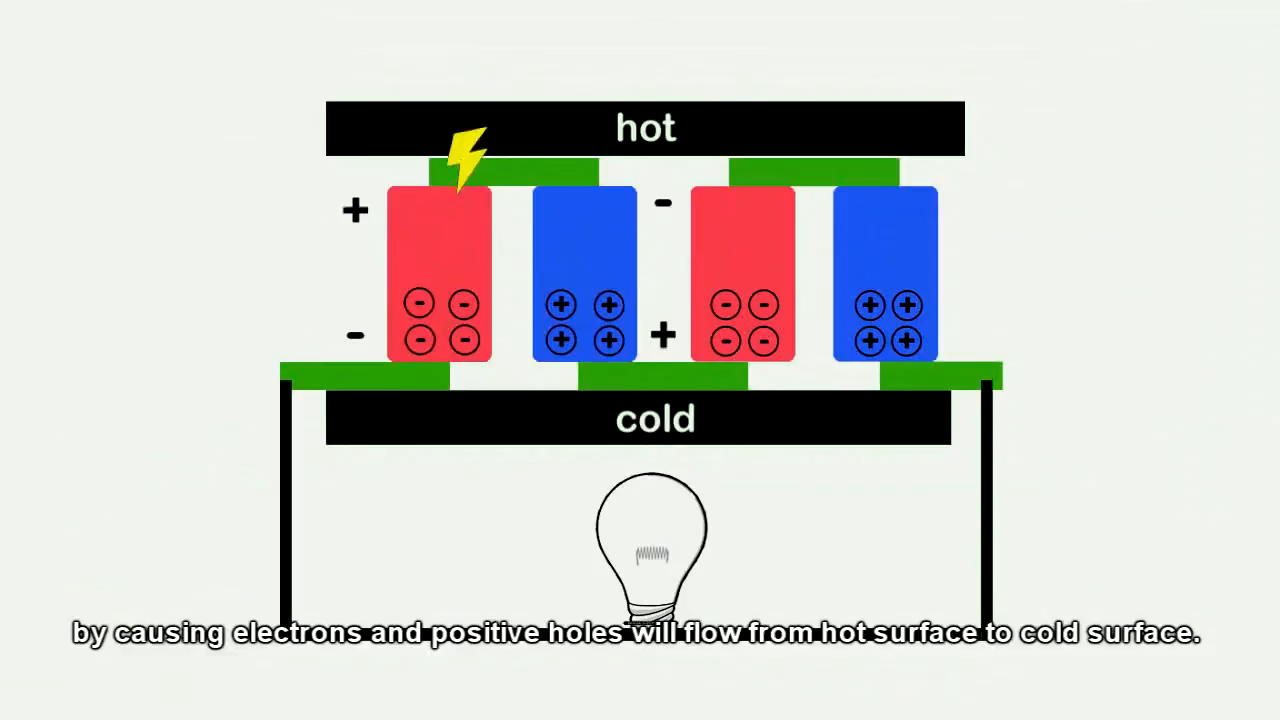 hot
+ -
- - + + - - + +
- - - + + + - - + +
cold
by causing electrons and positive holes will flow from hot surface to cold surface.